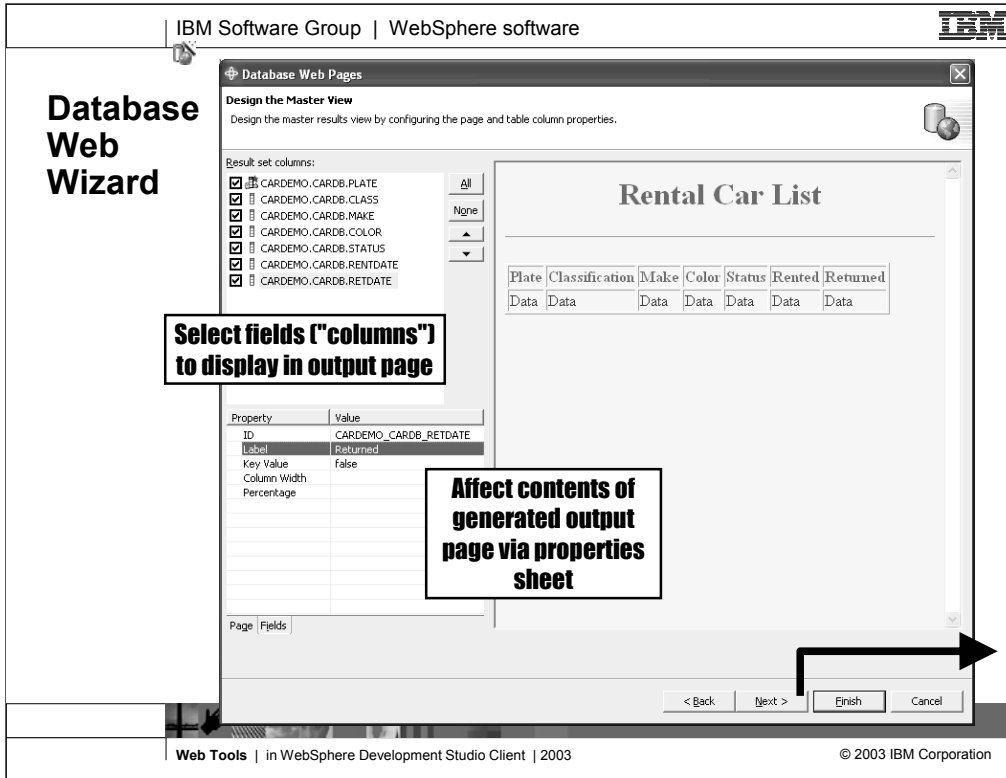 IBM Software Group | WebSphere software
IBM
Database
Web
Wizard
Database Web Pages
Design the Master View
Design the master results view by configuring the page and table column properties.
Result set columns:
CARDEMO.CARDB.PLATE
CARDEMO.CARDB.CLASS
CARDEMO.CARDB.MAKE
CARDEMO.CARDB.COLOR
CARDEMO.CARDB.STATUS
CARDEMO.CARDB.RENTDATE
CARDEMO.CARDB.RETDATE
All
None
Rental Car List
Plate Classification Make Color Status Rented Returned
Data Data Data Data Data Data Data
Select fields ("columns")
to display in output page
Property Value
ID CARDEMO_CARDB_RETDATE
Label Returned
Key Value false
Column Width
Percentage
Affect contents of
generated output
page via properties
sheet
Page Fields
< Back Next > Finish Cancel
Web Tools | in WebSphere Development Studio Client | 2003
© 2003 IBM Corporation